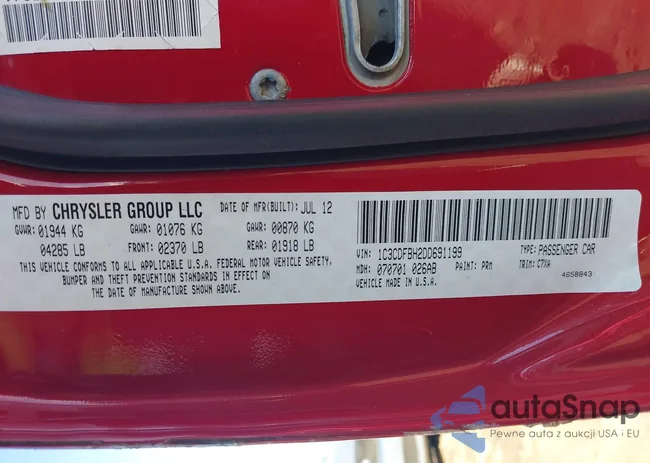 MFD BY CHRYSLER GROUP LLC DATE OF MFR(BUILT): JUL 12
GVWR: 01944 KG GAWR: 01076 KG GAWR: 00870 KG
04285 LB FRONT: 02370 LB REAR: 01918 LB
THIS VEHICLE CONFORMS TO ALL APPLICABLE U.S.A. FEDERAL MOTOR VEHICLE SAFETY,
BUMPER AND THEFT PREVENTION STANDARDS IN EFFECT ON
THE DATE OF MANUFACTURE SHOWN ABOVE.
VIN: 1C3CDFBH2DD691199 TYPE: PASSENGER CAR
MDH: 070701 026AB PAINT: PRM TRIM: C7XA
VEHICLE MADE IN U.S.A. 4658843
autaSnap
Pewne auta z aukcji USA i EU